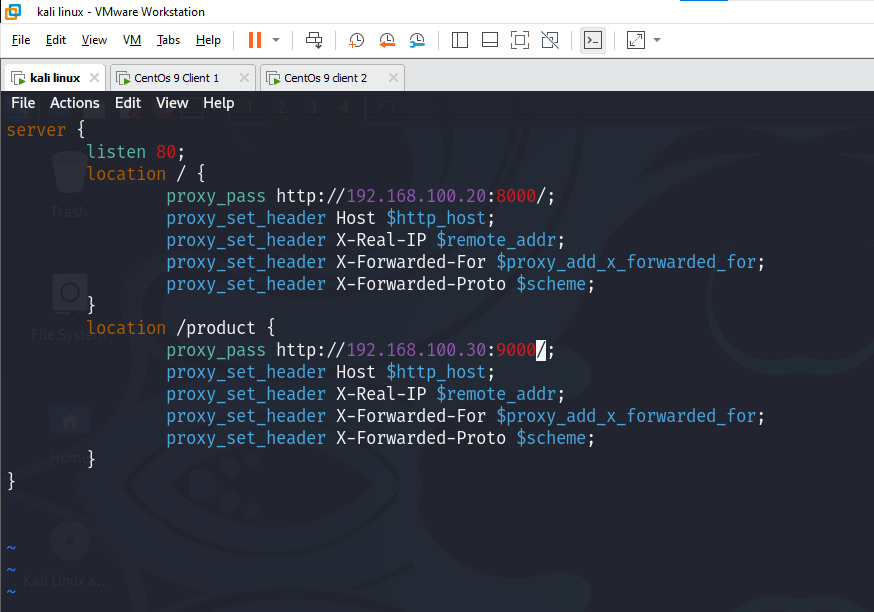 kali linux - VMware Workstation
File Edit View VM Tabs Help
kali linux CentOS 9 Client 1 CentOS 9 client 2
File Actions Edit View Help
1 2 3 4
server {
listen 80;
location / {
proxy_pass http://192.168.100.20:8000/;
proxy_set_header Host $http_host;
proxy_set_header X-Real-IP $remote_addr;
proxy_set_header X-Forwarded-For $proxy_add_x_forwarded_for;
proxy_set_header X-Forwarded-Proto $scheme;
}
location /product {
proxy_pass http://192.168.100.30:9000/;
proxy_set_header Host $http_host;
proxy_set_header X-Real-IP $remote_addr;
proxy_set_header X-Forwarded-For $proxy_add_x_forwarded_for;
proxy_set_header X-Forwarded-Proto $scheme;
}
}
~
~
~
Trash
File System
Home
Kali Linux a...